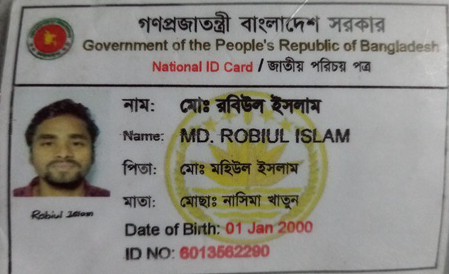 গণপ্রজাতন্ত্রী বাংলাদেশ সরকার
Government of the People's Republic of Bangladesh
National ID Card / জাতীয় পরিচয় পত্র
নাম: মোঃ রবিউল ইসলাম
Name: MD. ROBIUL ISLAM
পিতা: মোঃ মহিউল ইসলাম
মাতা: মোছাঃ নাসিমা খাতুন
Robiul Islam
Date of Birth: 01 Jan 2000
ID NO: 6013562290